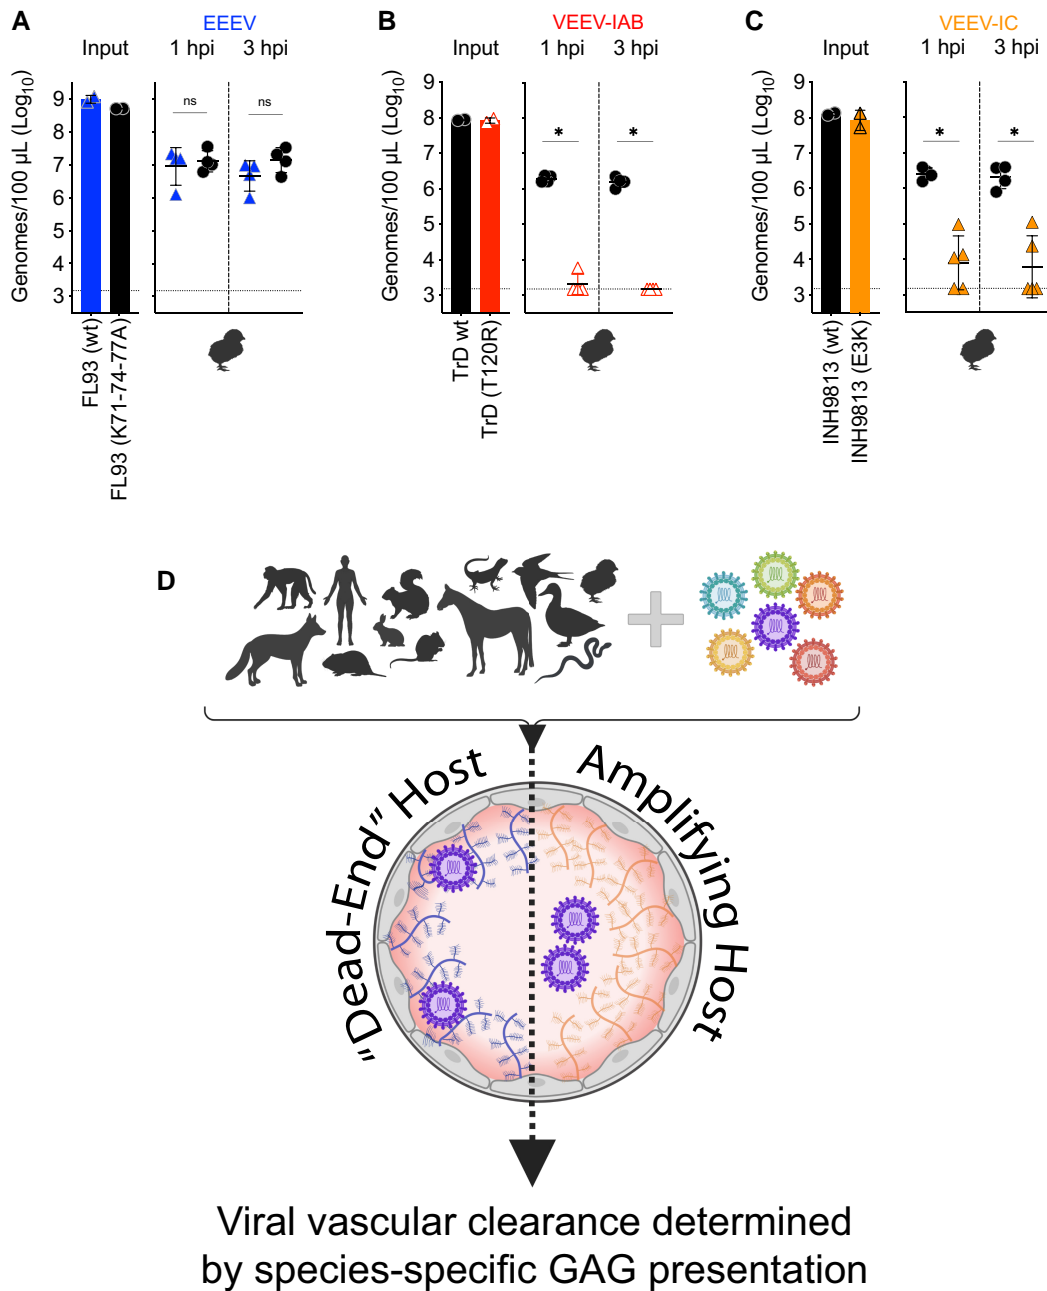 A
EEEV
Input
1 hpi
3 hpi
Genomes/100 µL (Log10)
9
8
7
6
5
4
3
ns
ns
FL93 (wt)
FL93 (K71-74-77A)
B
VEEV-IAB
Input
1 hpi
3 hpi
Genomes/100 µL (Log10)
9
8
7
6
5
4
3
*
*
TrD wt
TrD (T120R)
C
VEEV-IC
Input
1 hpi
3 hpi
Genomes/100 µL (Log10)
9
8
7
6
5
4
3
*
*
INH9813 (wt)
INH9813 (E3K)
D
"Dead-End" Host
Amplifying Host
Viral vascular clearance determined
by species-specific GAG presentation